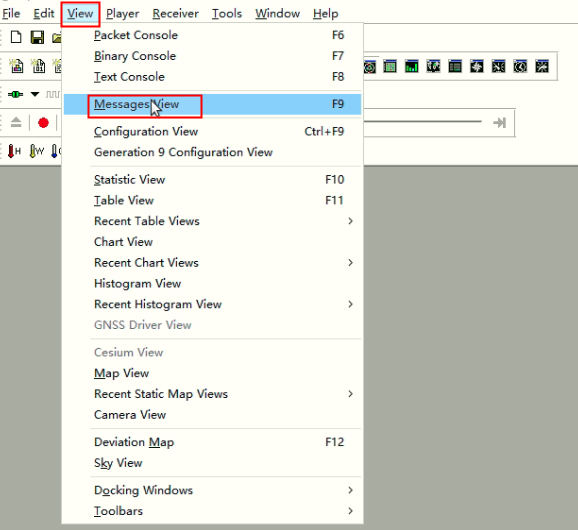 File Edit View Player Receiver Tools Window Help
Packet Console F6
Binary Console F7
Text Console F8
Messages View F9
Configuration View Ctrl+F9
Generation 9 Configuration View
Statistic View F10
Table View F11
Recent Table Views
Chart View
Recent Chart Views
Histogram View
Recent Histogram View
GNSS Driver View
Cesium View
Map View
Recent Static Map Views
Camera View
Deviation Map F12
Sky View
Docking Windows
Toolbars